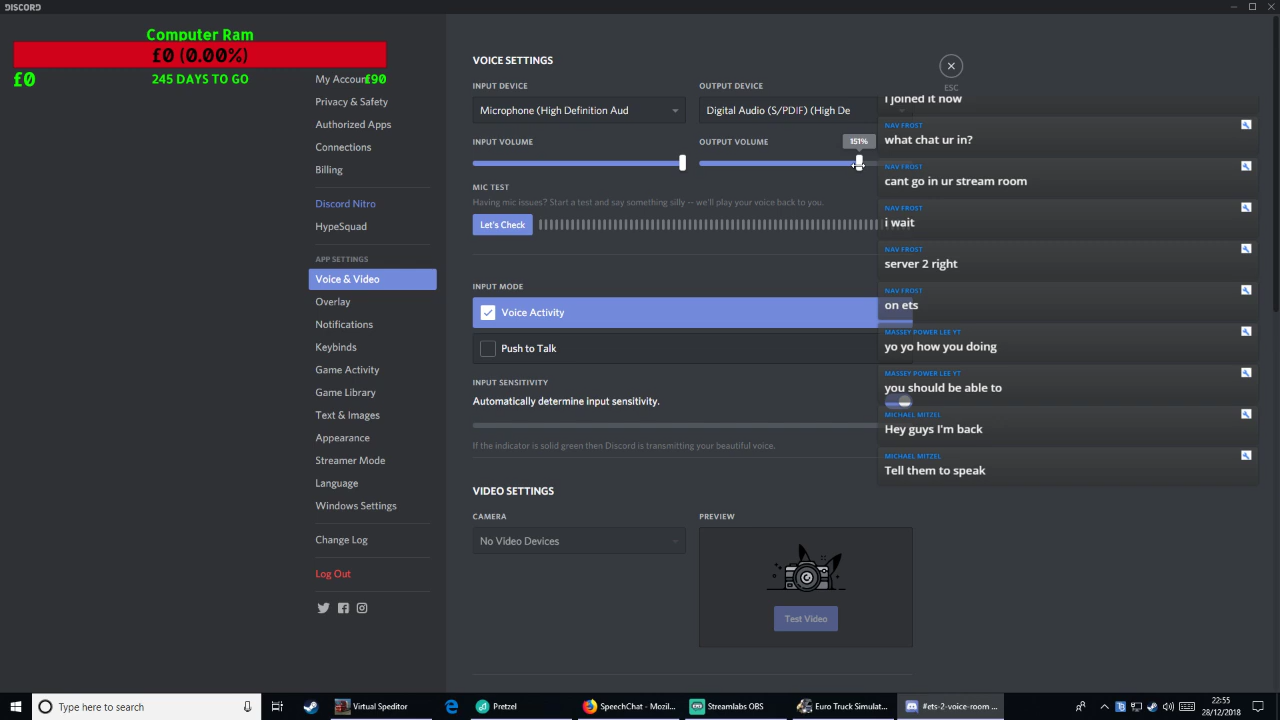 DISCORD
Computer Ram
£0 (0.00%)
£0
245 DAYS TO GO
£90
My Accoun
Privacy & Safety
Authorized Apps
Connections
Billing
Discord Nitro
HypeSquad
APP SETTINGS
Voice & Video
Overlay
Notifications
Keybinds
Game Activity
Game Library
Text & Images
Appearance
Streamer Mode
Language
Windows Settings
Change Log
Log Out
VOICE SETTINGS
INPUT DEVICE
OUTPUT DEVICE
Microphone (High Definition Aud
Digital Audio (S/PDIF) (High De
INPUT VOLUME
OUTPUT VOLUME
151%
MIC TEST
Having mic issues? Start a test and say something silly -- we'll play your voice back to you.
Let's Check
INPUT MODE
Voice Activity
Push to Talk
INPUT SENSITIVITY
Automatically determine input sensitivity.
If the indicator is solid green then Discord is transmitting your beautiful voice.
VIDEO SETTINGS
CAMERA
PREVIEW
No Video Devices
Test Video
ESC
I joined it now
NAV FROST
what chat ur in?
NAV FROST
cant go in ur stream room
NAV FROST
i wait
NAV FROST
server 2 right
NAV FROST
on ets
MASSEY POWER LEE YT
yo yo how you doing
MASSEY POWER LEE YT
you should be able to
MICHAEL MITZEL
Hey guys I'm back
MICHAEL MITZEL
Tell them to speak
Type here to search
Virtual Speditor
Pretzel
SpeechChat - Mozil...
Streamlabs OBS
Euro Truck Simulat...
#ets-2-voice-room ...
22:55
28/12/2018